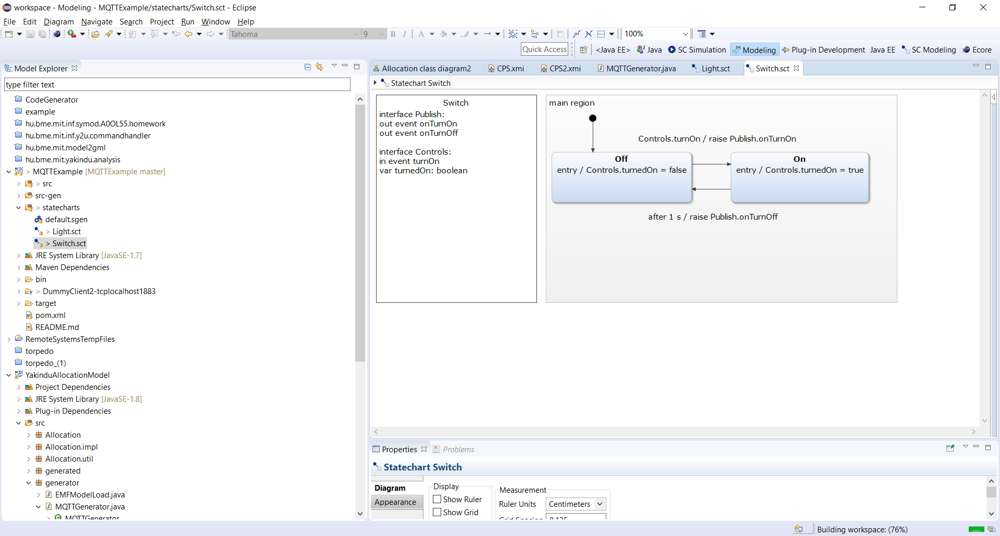 workspace - Modeling - MQTTExample/statecharts/Switch.sct - Eclipse
File Edit Diagram Navigate Search Project Run Window Help
Tahoma 9 B I A 100%
Quick Access <Java EE> Java SC Simulation Modeling Plug-in Development Java EE SC Modeling Ecore
Model Explorer
type filter text
CodeGenerator
example
hu.bme.mit.inf.symod.A0OL55.homework
hu.bme.mit.inf.y2u.commandhandler
hu.bme.mit.model2gml
hu.bme.mit.yakindu.analysis
> MQTTExample [MQTTExample master]
> src
src-gen
> statecharts
default.sgen
> Light.sct
> Switch.sct
JRE System Library [JavaSE-1.7]
Maven Dependencies
bin
> DummyClient2-tcplocalhost1883
target
pom.xml
README.md
RemoteSystemsTempFiles
torpedo
torpedo_(1)
YakinduAllocationModel
Project Dependencies
JRE System Library [JavaSE-1.8]
Plug-in Dependencies
src
Allocation
Allocation.impl
Allocation.util
generated
generator
EMFModelLoad.java
MQTTGenerator.java
MQTTGenerator
Allocation class diagram2 CPS.xmi CPS2.xmi MQTTGenerator.java Light.sct Switch.sct
Statechart Switch
Switch
interface Publish:
out event onTurnOn
out event onTurnOff
interface Controls:
in event turnOn
var turnedOn: boolean
main region
Controls.turnOn / raise Publish.onTurnOn
Off
entry / Controls.turnedOn = false
On
entry / Controls.turnedOn = true
after 1 s / raise Publish.onTurnOff
Properties Problems
Statechart Switch
Diagram
Appearance
Display
Show Ruler
Show Grid
Measurement
Ruler Units Centimeters
Grid Spacing 0.125
Building workspace: (76%)